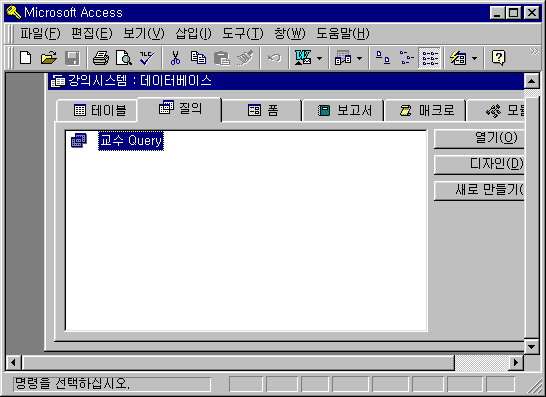 Microsoft Access
파일(F) 편집(E) 보기(V) 삽입(I) 도구(T) 창(W) 도움말(H)
강의시스템 : 데이터베이스
테이블 질의 폼 보고서 매크로
교수 Query
열기(O)
디자인(D)
새로 만들기(
명령을 선택하십시오.